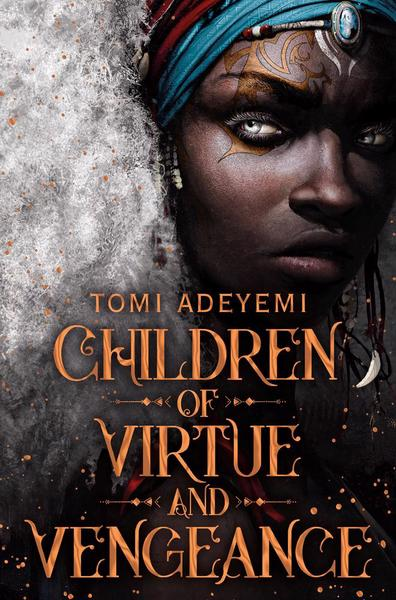 TOMI ADEYEMI
CHILDREN
OF
VIRTUE
AND
VENGEANCE